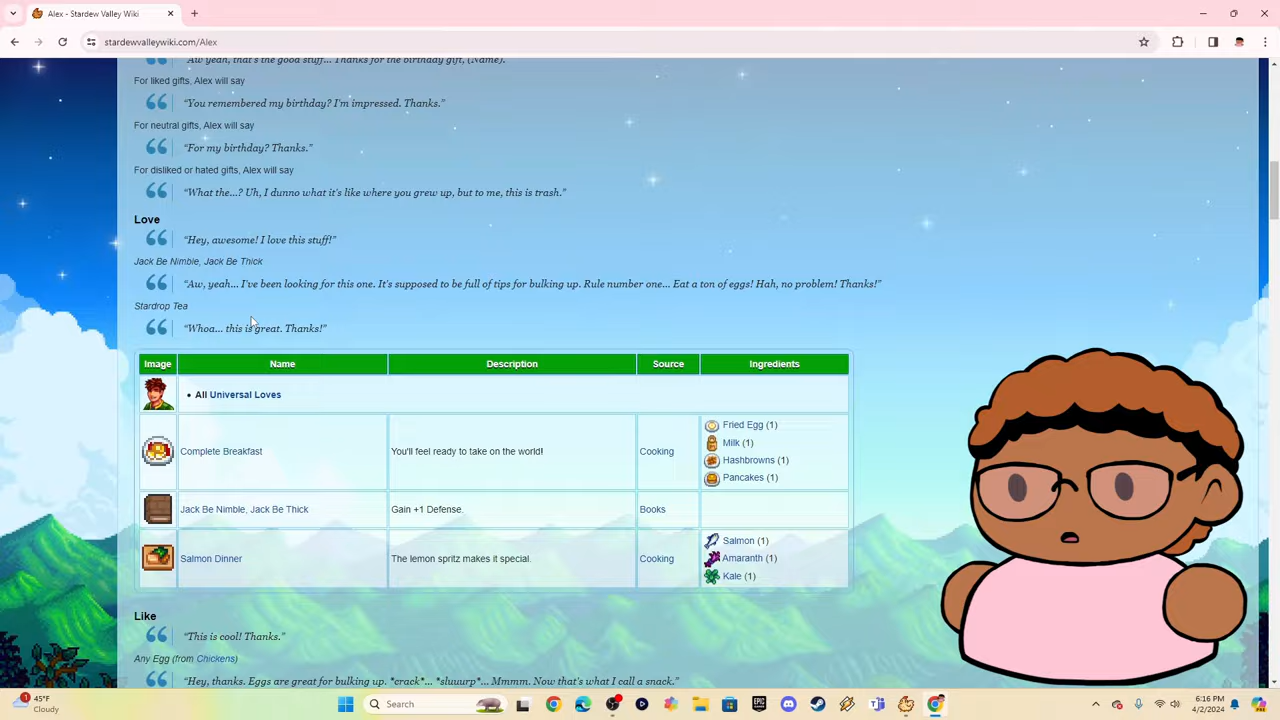 Alex - Stardew Valley Wiki
stardewvalleywiki.com/Alex
"Aw yeah, that's the good stuff... Thanks for the birthday gift, (Name).
For liked gifts, Alex will say
"You remembered my birthday? I'm impressed. Thanks."
For neutral gifts, Alex will say
"For my birthday? Thanks."
For disliked or hated gifts, Alex will say
"What the...? Uh, I dunno what it's like where you grew up, but to me, this is trash."
Love
"Hey, awesome! I love this stuff!"
Jack Be Nimble, Jack Be Thick
"Aw, yeah... I've been looking for this one. It's supposed to be full of tips for bulking up. Rule number one... Eat a ton of eggs! Hah, no problem! Thanks!"
Stardrop Tea
"Whoa... this is great. Thanks!"
Image Name Description Source Ingredients
• All Universal Loves
Complete Breakfast You'll feel ready to take on the world! Cooking
Fried Egg (1)
Milk (1)
Hashbrowns (1)
Pancakes (1)
Jack Be Nimble, Jack Be Thick Gain +1 Defense. Books
Salmon Dinner The lemon spritz makes it special. Cooking
Salmon (1)
Amaranth (1)
Kale (1)
Like
"This is cool! Thanks."
Any Egg (from Chickens)
"Hey, thanks. Eggs are great for bulking up. *crack*... *sluuurp*... Mmmm. Now that's what I call a snack."
1
45°F
Cloudy
Search
EPIC
6:16 PM
4/2/2024